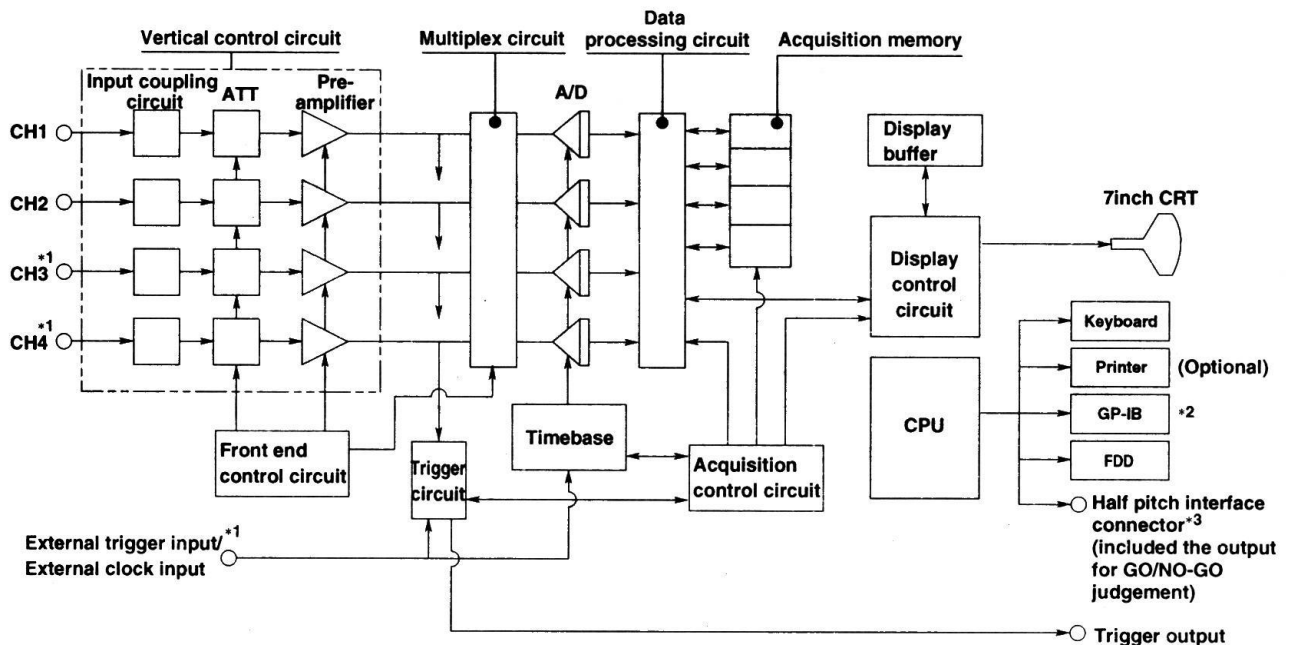 Vertical control circuit
Multiplex circuit
Data
processing circuit
Acquisition memory
Input coupling
circuit
ATT
Pre-
amplifier
A/D
CH1
CH2
CH3*1
CH4*1
Display
buffer
7inch CRT
Display
control
circuit
Keyboard
Printer
(Optional)
GP-IB
*2
FDD
CPU
Front end
control circuit
Trigger
circuit
Timebase
Acquisition
control circuit
Half pitch interface
connector*3
(included the output
for GO/NO-GO
judgement)
External trigger input/*1
External clock input
Trigger output